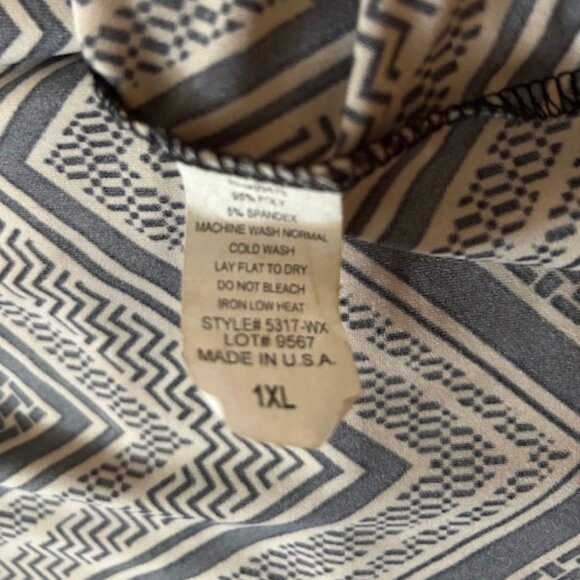 95% POLY
5% SPANDEX
MACHINE WASH NORMAL
COLD WASH
LAY FLAT TO DRY
DO NOT BLEACH
IRON LOW HEAT
STYLE# 5317-WX
LOT# 9567
MADE IN U.S.A.
1XL